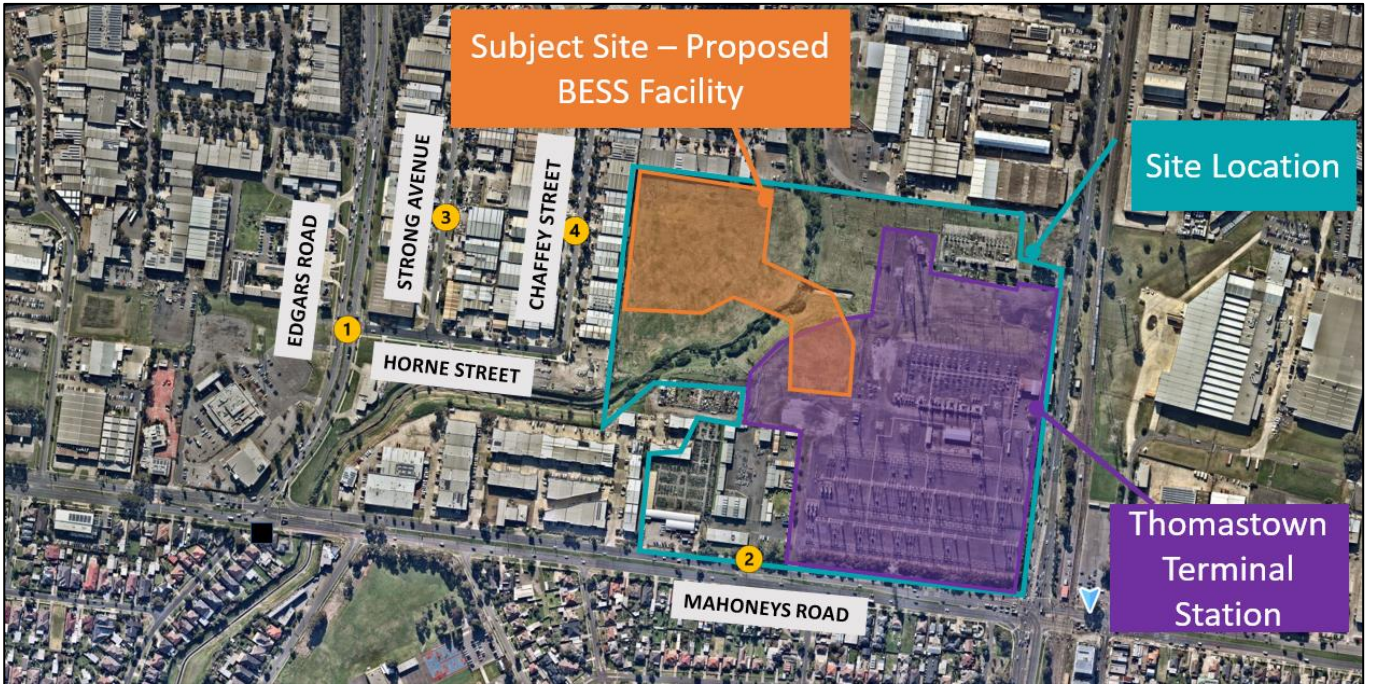 Subject Site – Proposed
BESS Facility
Site Location
STRONG AVENUE
CHAFFEY STREET
3
4
EDGARS ROAD
1
HORNE STREET
2
MAHONEYS ROAD
Thomastown
Terminal
Station